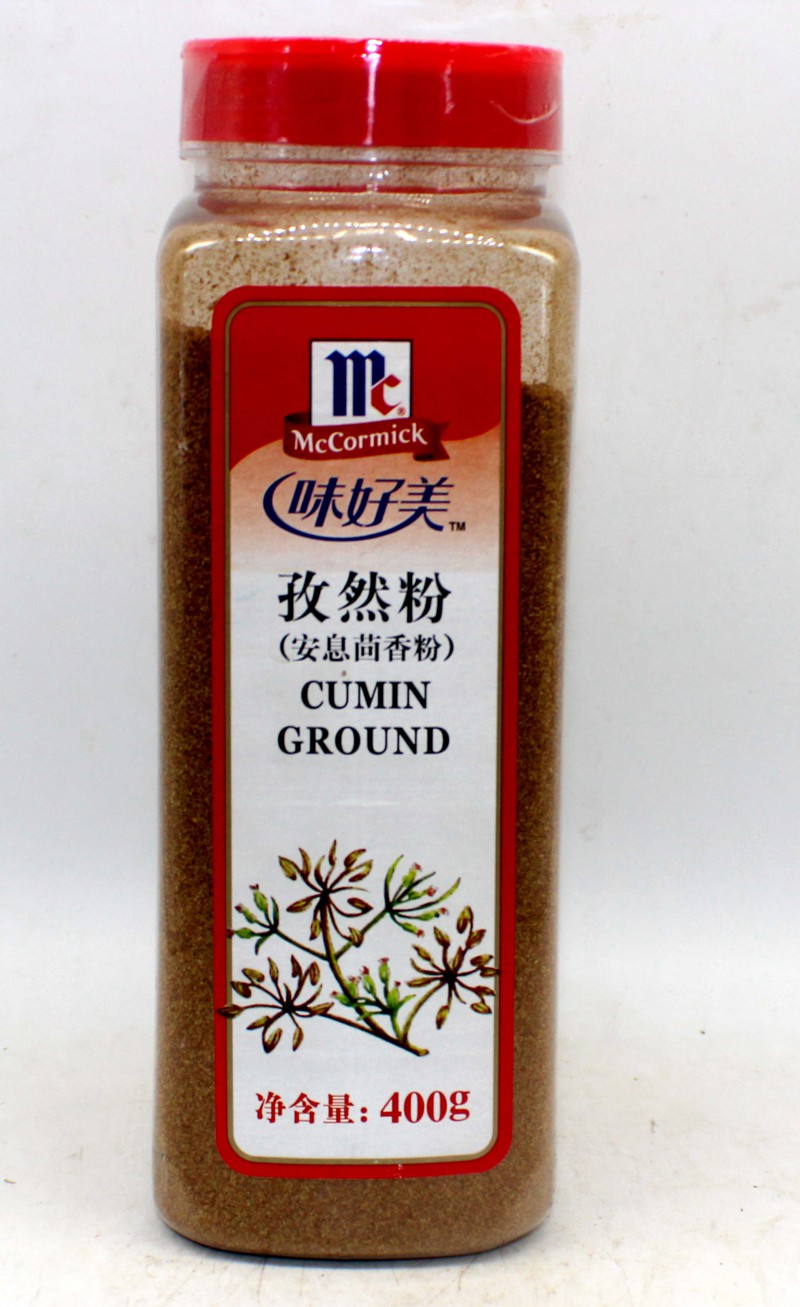 Mc®
McCormick
味好美™
孜然粉
(安息茴香粉)
CUMIN
GROUND
净含量: 400g